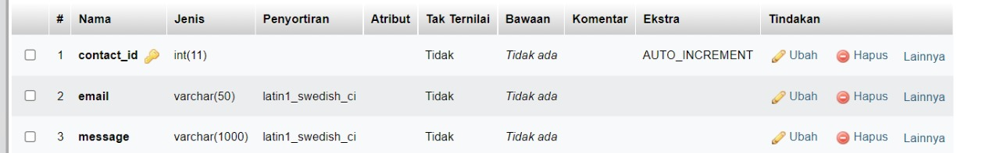 # Nama Jenis Penyortiran Atribut Tak Ternilai Bawaan Komentar Ekstra Tindakan
1 contact_id int(11) Tidak Tidak ada AUTO_INCREMENT Ubah Hapus Lainnya
2 email varchar(50) latin1_swedish_ci Tidak Tidak ada Ubah Hapus Lainnya
3 message varchar(1000) latin1_swedish_ci Tidak Tidak ada Ubah Hapus Lainnya